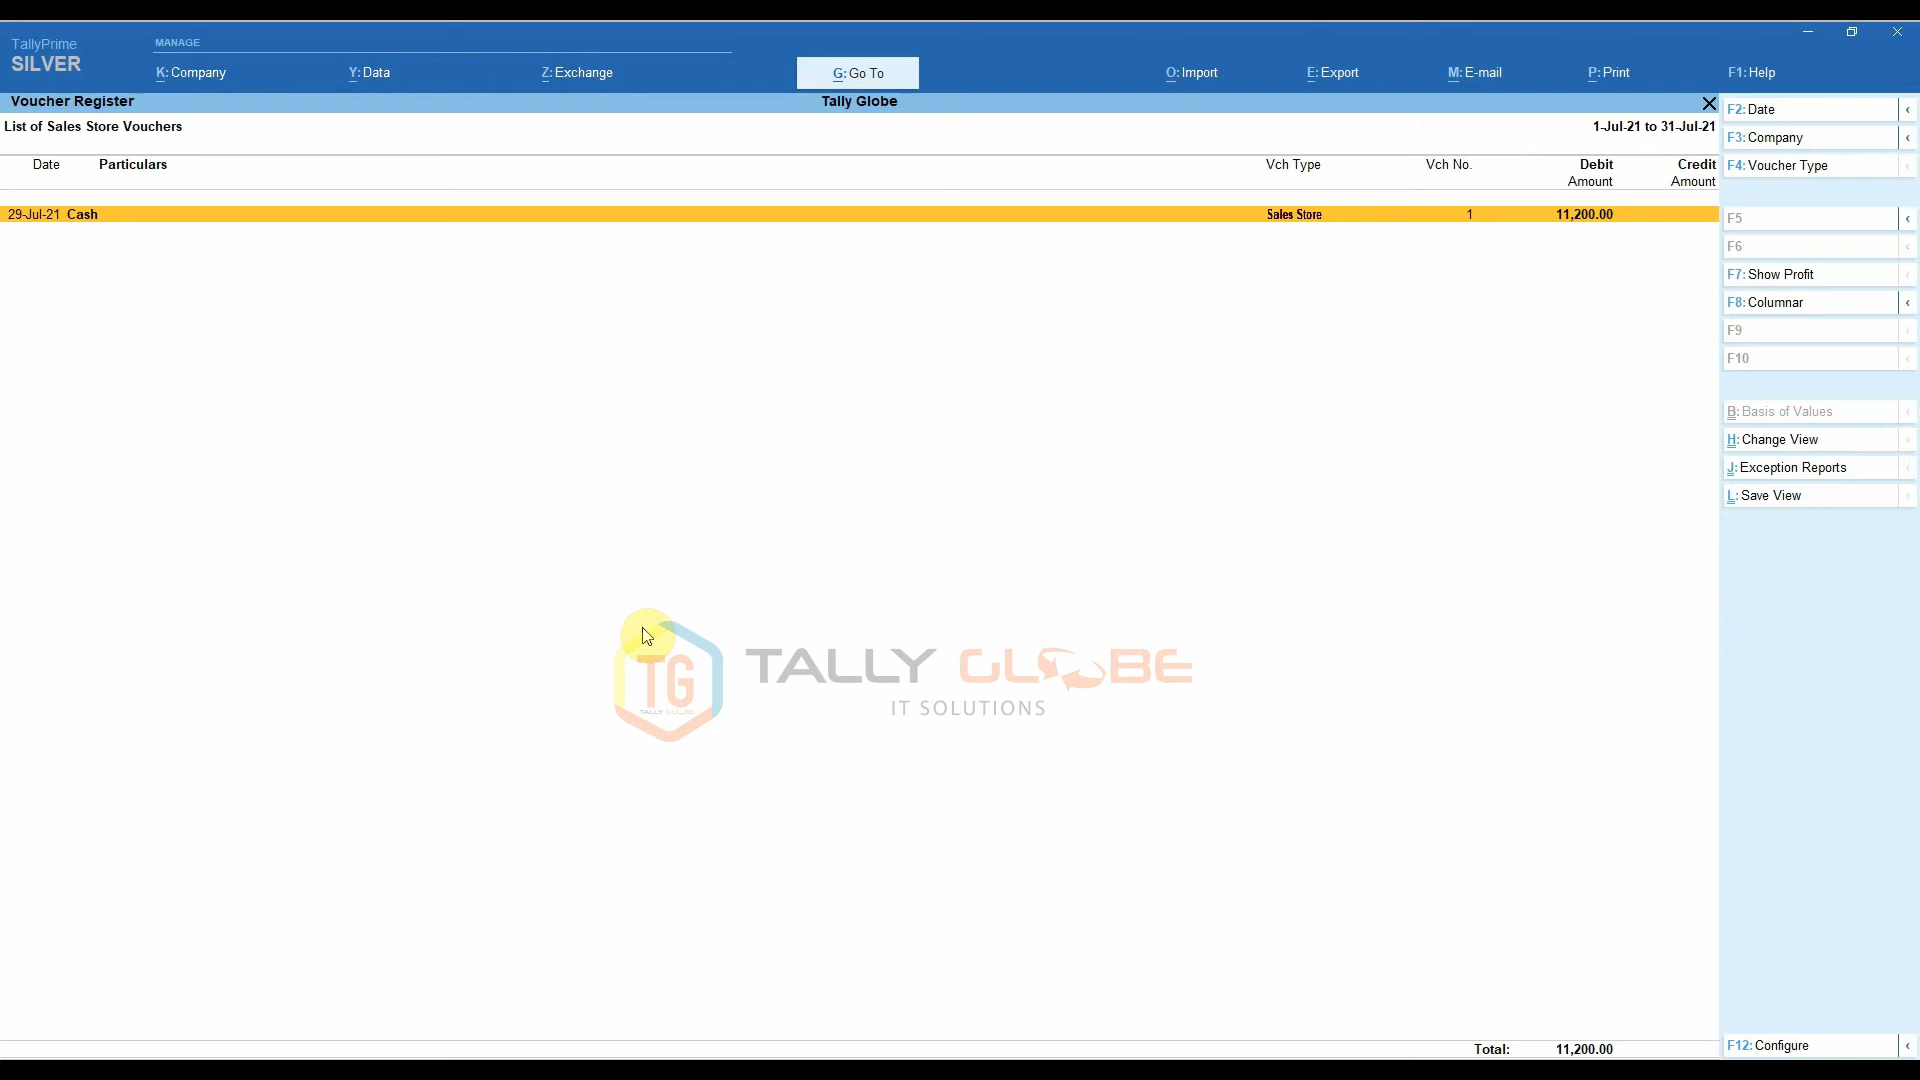 TallyPrime
SILVER
MANAGE
K: Company
Y: Data
Z: Exchange
G: Go To
O: Import
E: Export
M: E-mail
P: Print
F1: Help
Voucher Register
Tally Globe
List of Sales Store Vouchers
1-Jul-21 to 31-Jul-21
Date Particulars Vch Type Vch No. Debit Credit
Amount Amount
29-Jul-21 Cash Sales Store 1 11,200.00
TG
TALLY GLOBE
TALLY GLOBE
IT SOLUTIONS
Total: 11,200.00
F2: Date
F3: Company
F4: Voucher Type
F5
F6
F7: Show Profit
F8: Columnar
F9
F10
B: Basis of Values
H: Change View
J: Exception Reports
L: Save View
F12: Configure